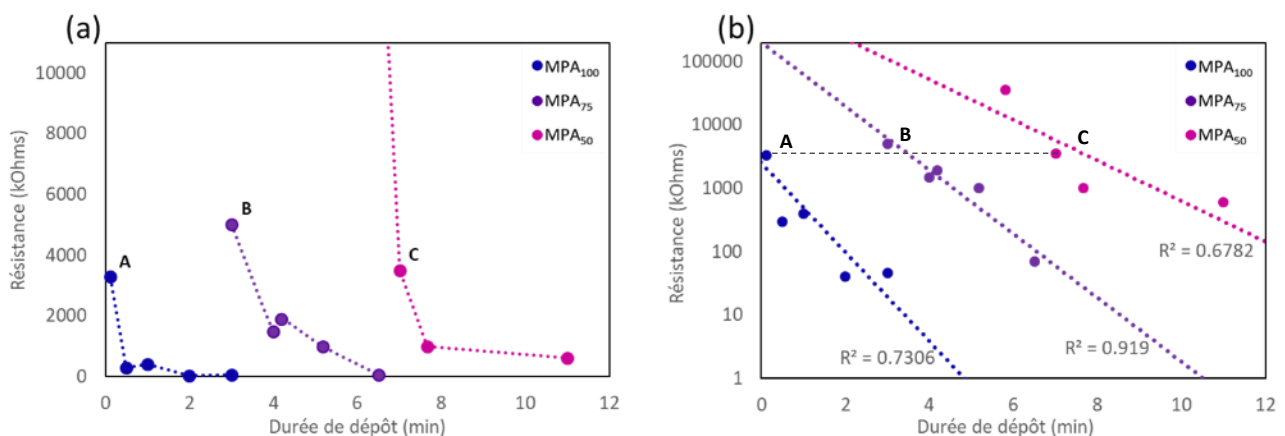 (a)
Résistance (kOhms)
10000
8000
6000
4000
2000
0
0 2 4 6 8 10 12
Durée de dépôt (min)
A
B
C
MPA₁₀₀
MPA₇₅
MPA₅₀
(b)
Résistance (kOhms)
100000
10000
1000
100
10
1
0 2 4 6 8 10 12
Durée de dépôt (min)
A
B
C
MPA₁₀₀
MPA₇₅
MPA₅₀
R² = 0.6782
R² = 0.919
R² = 0.7306